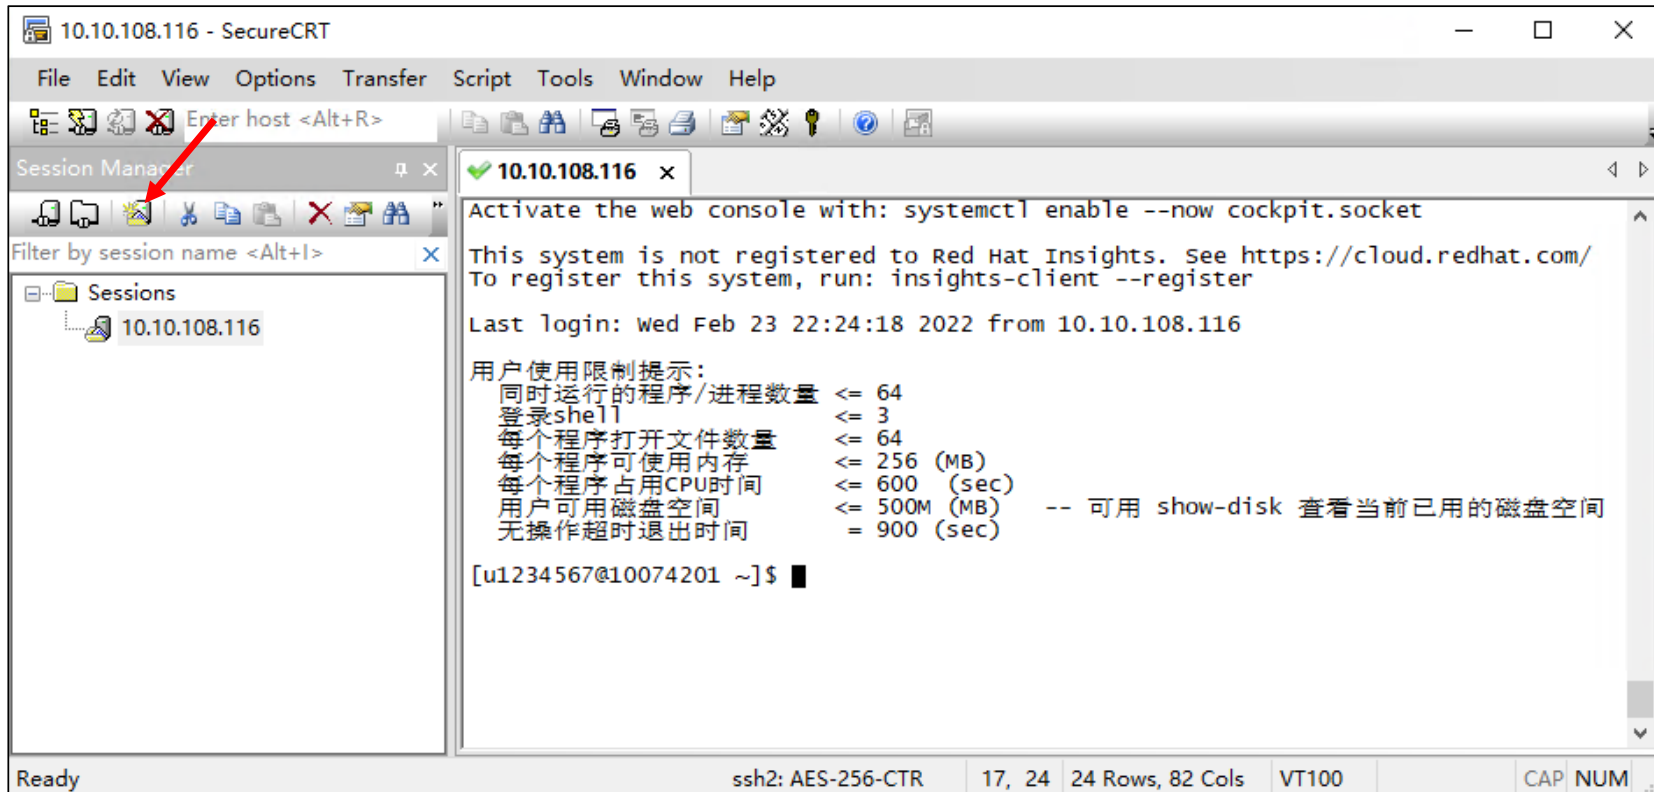 10.10.108.116 - SecureCRT
File Edit View Options Transfer Script Tools Window Help
Enter host <Alt+R>
Session Manager
10.10.108.116
Filter by session name <Alt+I>
Sessions
10.10.108.116
Activate the web console with: systemctl enable --now cockpit.socket
This system is not registered to Red Hat Insights. See https://cloud.redhat.com/
To register this system, run: insights-client --register
Last login: Wed Feb 23 22:24:18 2022 from 10.10.108.116
用户使用限制提示:
同时运行的程序/进程数量 <= 64
登录shell <= 3
每个程序打开文件数量 <= 64
每个程序可使用内存 <= 256 (MB)
每个程序占用CPU时间 <= 600 (sec)
用户可用磁盘空间 <= 500M (MB) -- 可用 show-disk 查看当前已用的磁盘空间
无操作超时退出时间 = 900 (sec)
[u1234567@10074201 ~]$
Ready ssh2: AES-256-CTR 17, 24 24 Rows, 82 Cols VT100 CAP NUM